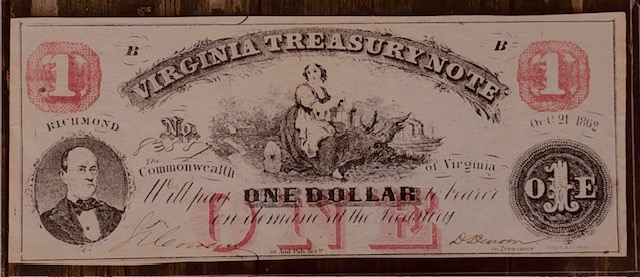 B
B
VIRGINIA TREASURY NOTE
1
1
RICHMOND
No.
Oct. 21 1862
The
Commonwealth
of Virginia
Will pay ONE DOLLAR to bearer
O 1 E
on demand at the Treasury
ONE